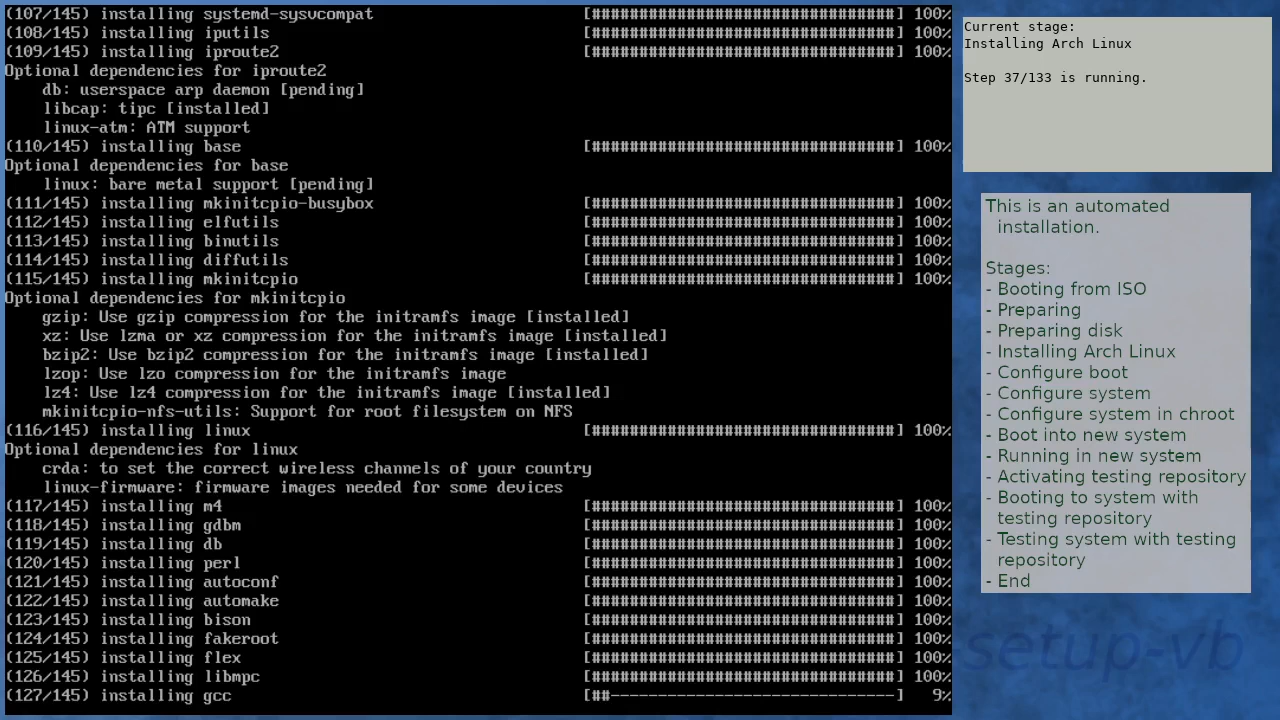 (107/145) installing systemd-sysvcompat [################################] 100%
(108/145) installing iputils [################################] 100%
(109/145) installing iproute2 [################################] 100%
Optional dependencies for iproute2
db: userspace arp daemon [pending]
libcap: tipc [installed]
linux-atm: ATM support
(110/145) installing base [################################] 100%
Optional dependencies for base
linux: bare metal support [pending]
(111/145) installing mkinitcpio-busybox [################################] 100%
(112/145) installing elfutils [################################] 100%
(113/145) installing binutils [################################] 100%
(114/145) installing diffutils [################################] 100%
(115/145) installing mkinitcpio [################################] 100%
Optional dependencies for mkinitcpio
gzip: Use gzip compression for the initramfs image [installed]
xz: Use lzma or xz compression for the initramfs image [installed]
bzip2: Use bzip2 compression for the initramfs image [installed]
lzop: Use lzo compression for the initramfs image
lz4: Use lz4 compression for the initramfs image [installed]
mkinitcpio-nfs-utils: Support for root filesystem on NFS
(116/145) installing linux [################################] 100%
Optional dependencies for linux
crda: to set the correct wireless channels of your country
linux-firmware: firmware images needed for some devices
(117/145) installing m4 [################################] 100%
(118/145) installing gdbm [################################] 100%
(119/145) installing db [################################] 100%
(120/145) installing perl [################################] 100%
(121/145) installing autoconf [################################] 100%
(122/145) installing automake [################################] 100%
(123/145) installing bison [################################] 100%
(124/145) installing fakeroot [################################] 100%
(125/145) installing flex [################################] 100%
(126/145) installing libmpc [################################] 100%
(127/145) installing gcc [##------------------------------] 9%
Current stage:
Installing Arch Linux
Step 37/133 is running.
This is an automated
installation.
Stages:
- Booting from ISO
- Preparing
- Preparing disk
- Installing Arch Linux
- Configure boot
- Configure system
- Configure system in chroot
- Boot into new system
- Running in new system
- Activating testing repository
- Booting to system with
testing repository
- Testing system with testing
repository
- End
setup-vb